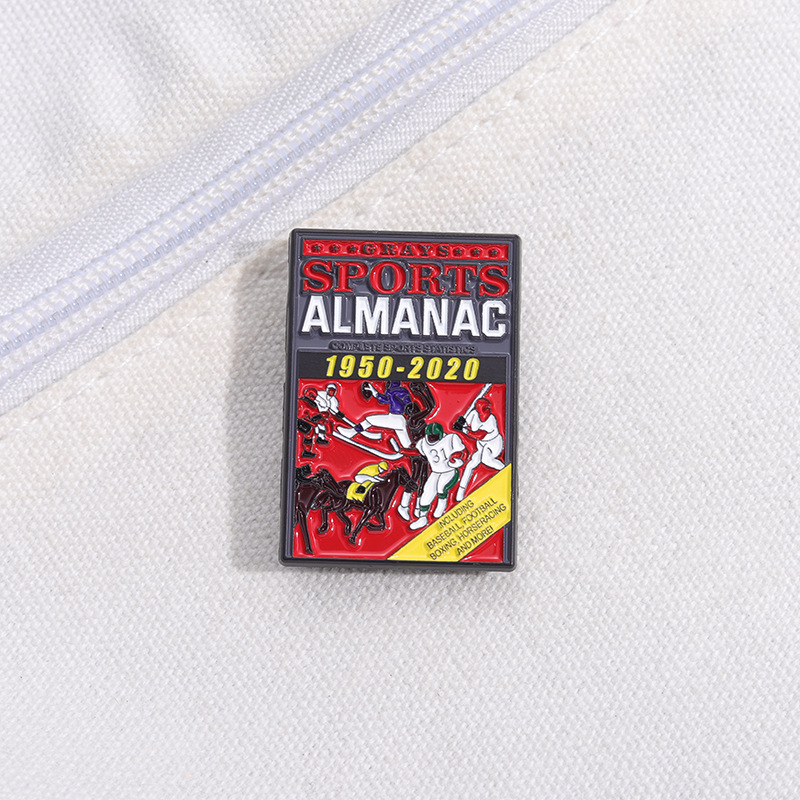 GRAYS
SPORTS
ALMANAC
COMPLETE SPORTS STATISTICS
1950-2020
31
INCLUDING
BASEBALL, FOOTBALL
BOXING, HORSERACING
AND MORE!